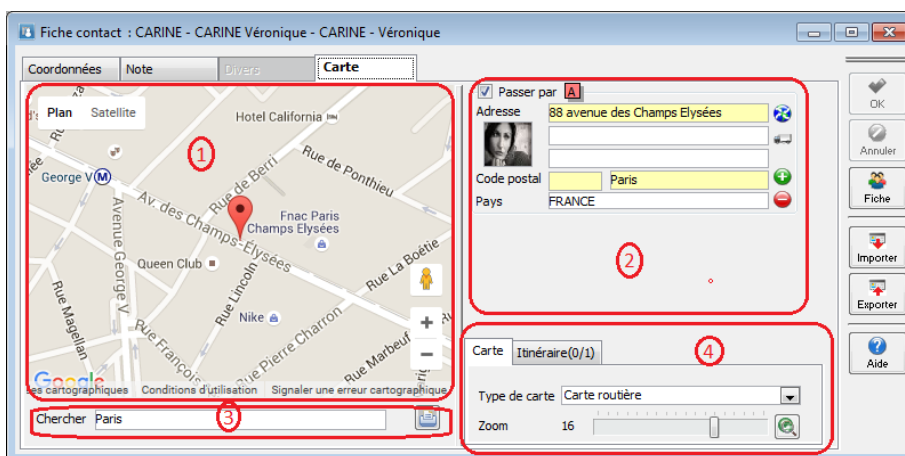 Fiche contact : CARINE - CARINE Véronique - CARINE - Véronique
Coordonnées Note Divers Carte
Plan Satellite
Hotel California
Rue de Ponthieu
Rue de Berri
George V M
1
Av. des Champs-Élysées
Avenue George V
Fnac Paris
Champs Elysées
Queen Club
Rue Lincoln
Rue La Boétie
Rue Magellan
Nike
Rue François
Rue Pierre Charron
Rue Marbeuf
+
−
Google
es cartographiques Conditions d'utilisation Signaler une erreur cartographique
Chercher Paris
3
Passer par A
Adresse 88 avenue des Champs Elysées
Code postal Paris
Pays FRANCE
2
Carte Itinéraire(0/1)
4
Type de carte Carte routière
Zoom 16
OK
Annuler
Fiche
Importer
Exporter
Aide